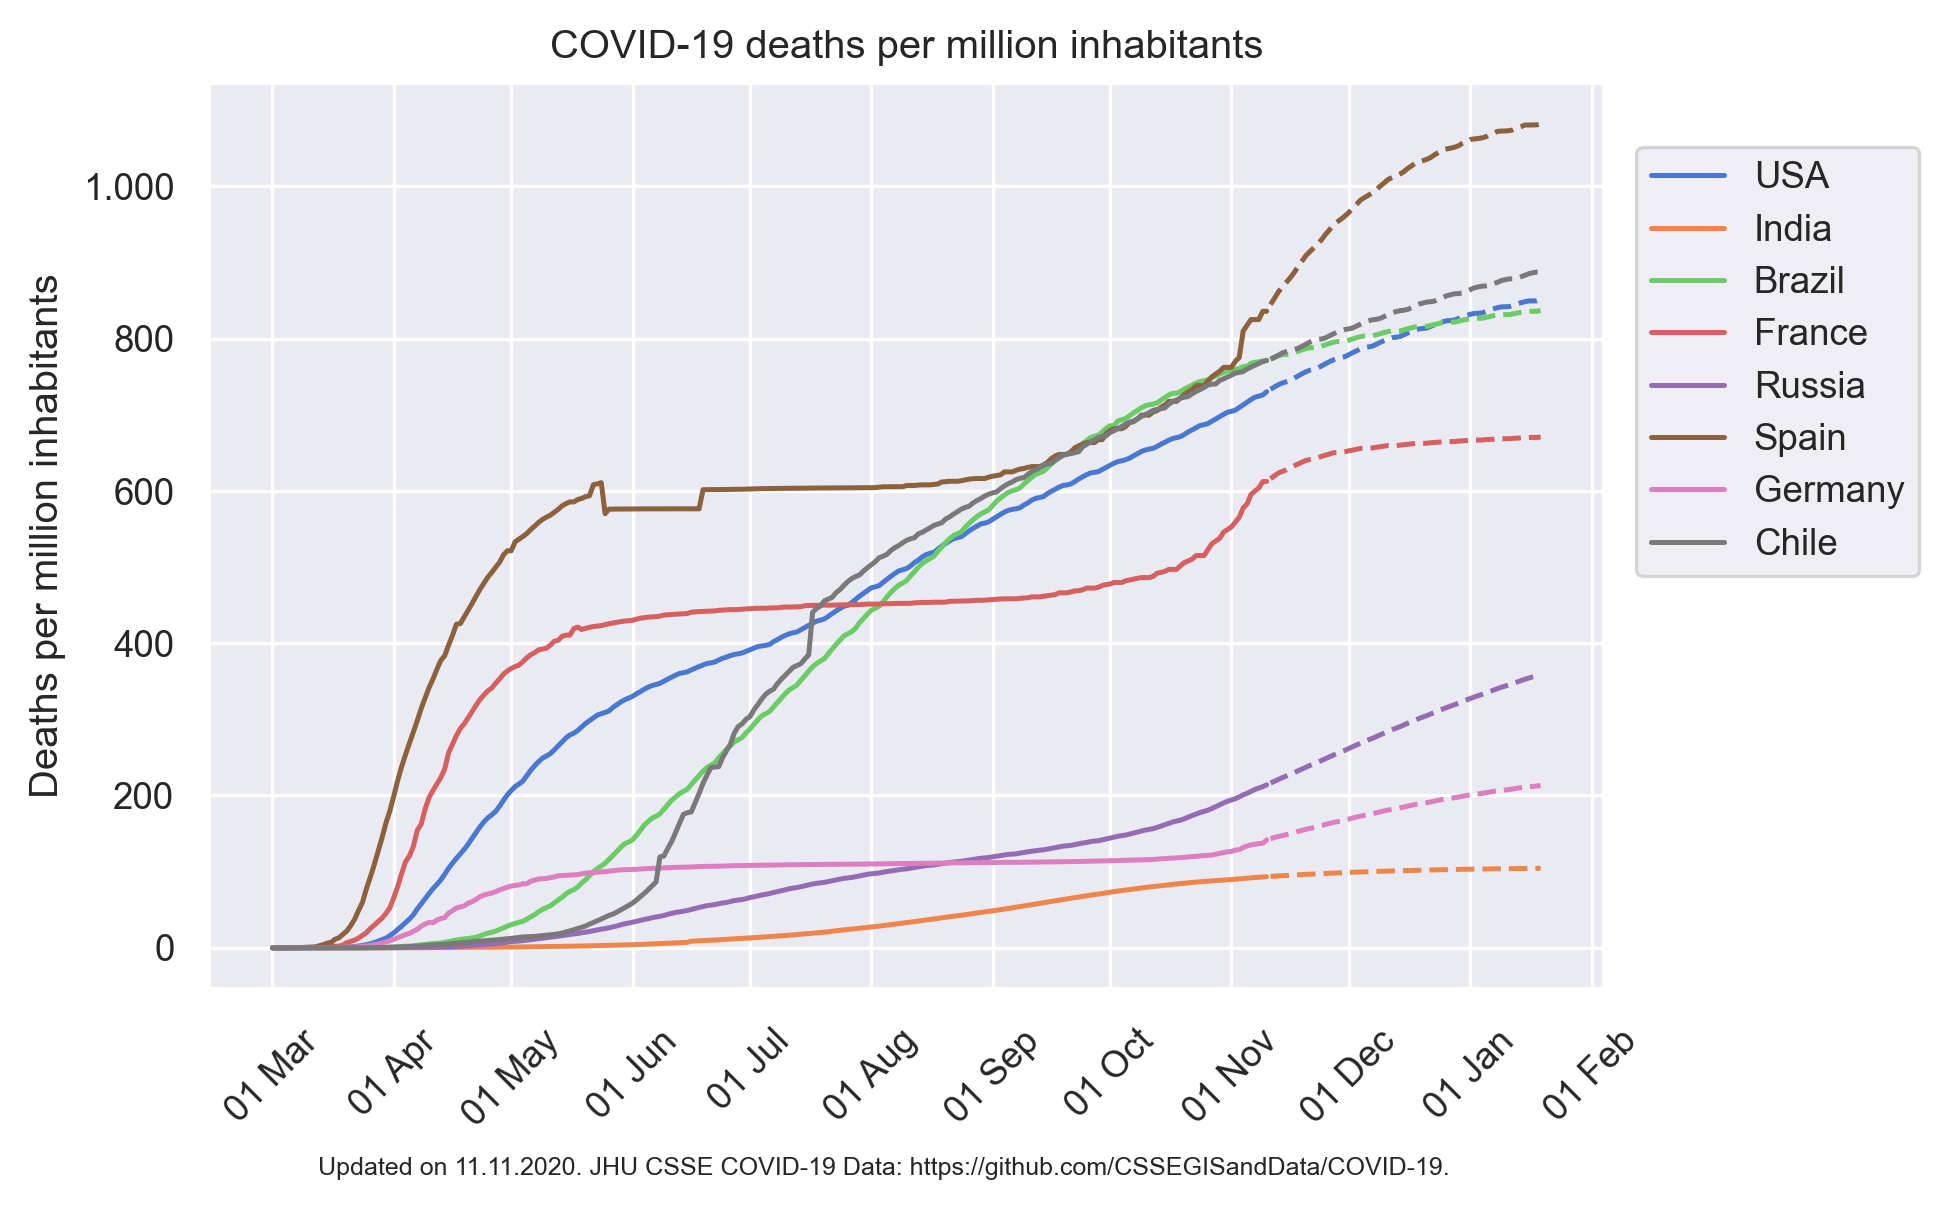 COVID-19 deaths per million inhabitants
Deaths per million inhabitants
1.000
800
600
400
200
0
01 Mar
01 Apr
01 May
01 Jun
01 Jul
01 Aug
01 Sep
01 Oct
01 Nov
01 Dec
01 Jan
01 Feb
USA
India
Brazil
France
Russia
Spain
Germany
Chile
Updated on 11.11.2020. JHU CSSE COVID-19 Data: https://github.com/CSSEGISandData/COVID-19.